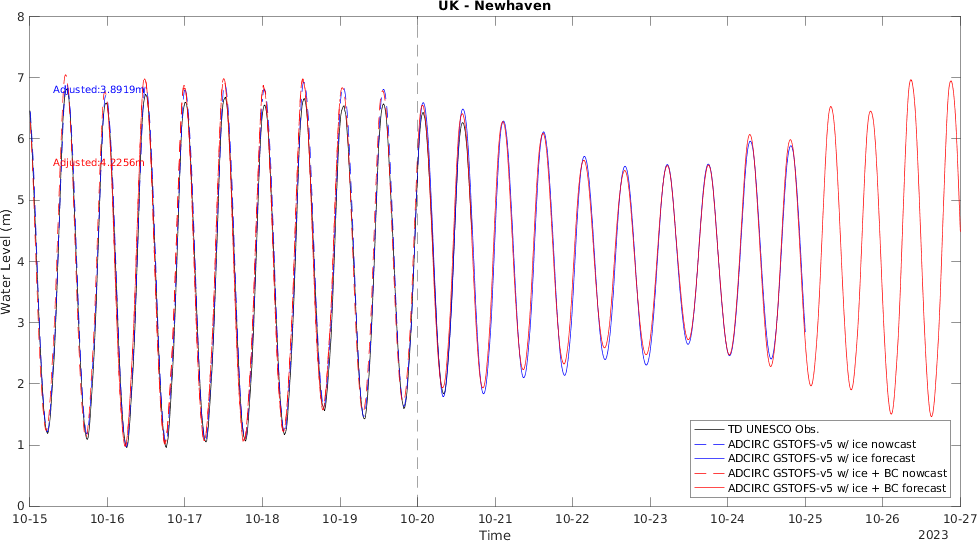 UK - Newhaven
8
7
6
5
4
3
2
1
0
Water Level (m)
Adjusted:3.8919m
Adjusted:4.2256m
TD UNESCO Obs.
ADCIRC GSTOFS-v5 w/ ice nowcast
ADCIRC GSTOFS-v5 w/ ice forecast
ADCIRC GSTOFS-v5 w/ ice + BC nowcast
ADCIRC GSTOFS-v5 w/ ice + BC forecast
10-15 10-16 10-17 10-18 10-19 10-20 10-21 10-22 10-23 10-24 10-25 10-26 10-27
Time
2023